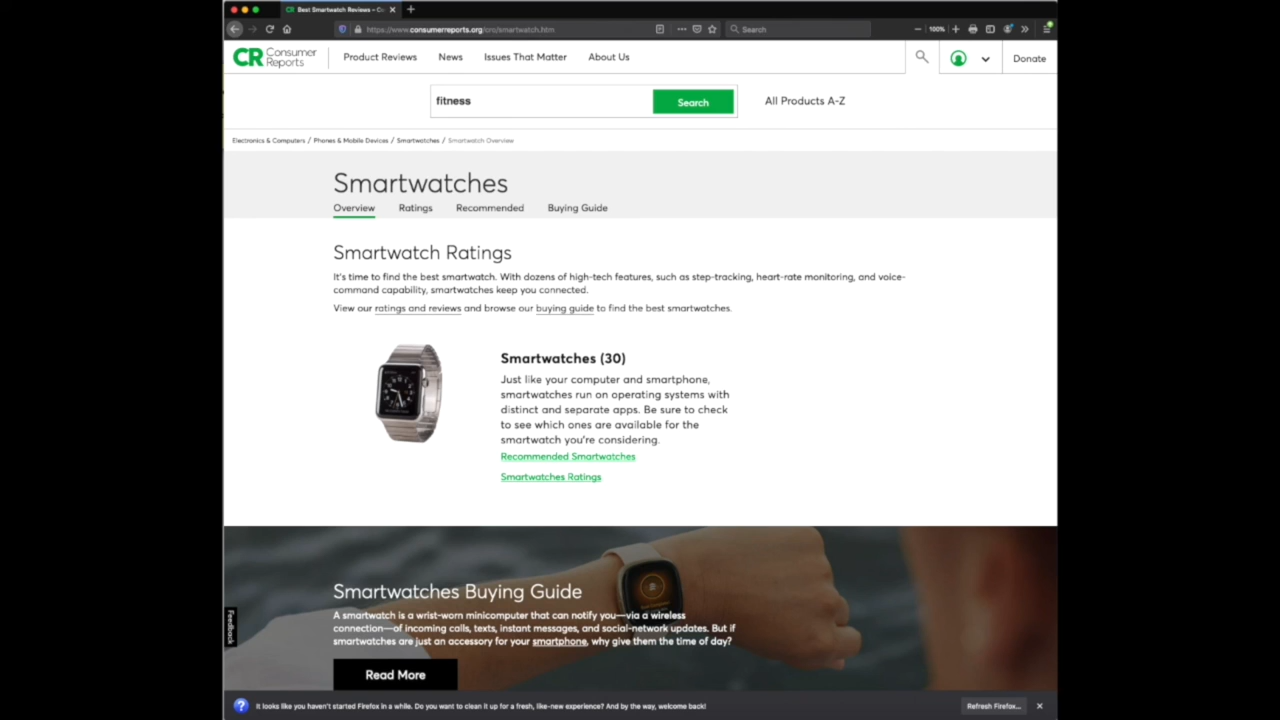 Best Smartwatch Reviews – Co
https://www.consumerreports.org/cro/smartwatch.htm
Search
100%
CR Consumer Reports
Product Reviews
News
Issues That Matter
About Us
Donate
fitness
Search
All Products A-Z
Electronics & Computers / Phones & Mobile Devices / Smartwatches / Smartwatch Overview
Smartwatches
Overview
Ratings
Recommended
Buying Guide
Smartwatch Ratings
It's time to find the best smartwatch. With dozens of high-tech features, such as step-tracking, heart-rate monitoring, and voice-
command capability, smartwatches keep you connected.
View our ratings and reviews and browse our buying guide to find the best smartwatches.
Smartwatches (30)
Just like your computer and smartphone,
smartwatches run on operating systems with
distinct and separate apps. Be sure to check
to see which ones are available for the
smartwatch you're considering.
Recommended Smartwatches
Smartwatches Ratings
Smartwatches Buying Guide
A smartwatch is a wrist-worn minicomputer that can notify you—via a wireless
connection—of incoming calls, texts, instant messages, and social-network updates. But if
smartwatches are just an accessory for your smartphone, why give them the time of day?
Read More
Feedback
It looks like you haven't started Firefox in a while. Do you want to clean it up for a fresh, like-new experience? And by the way, welcome back!
Refresh Firefox...